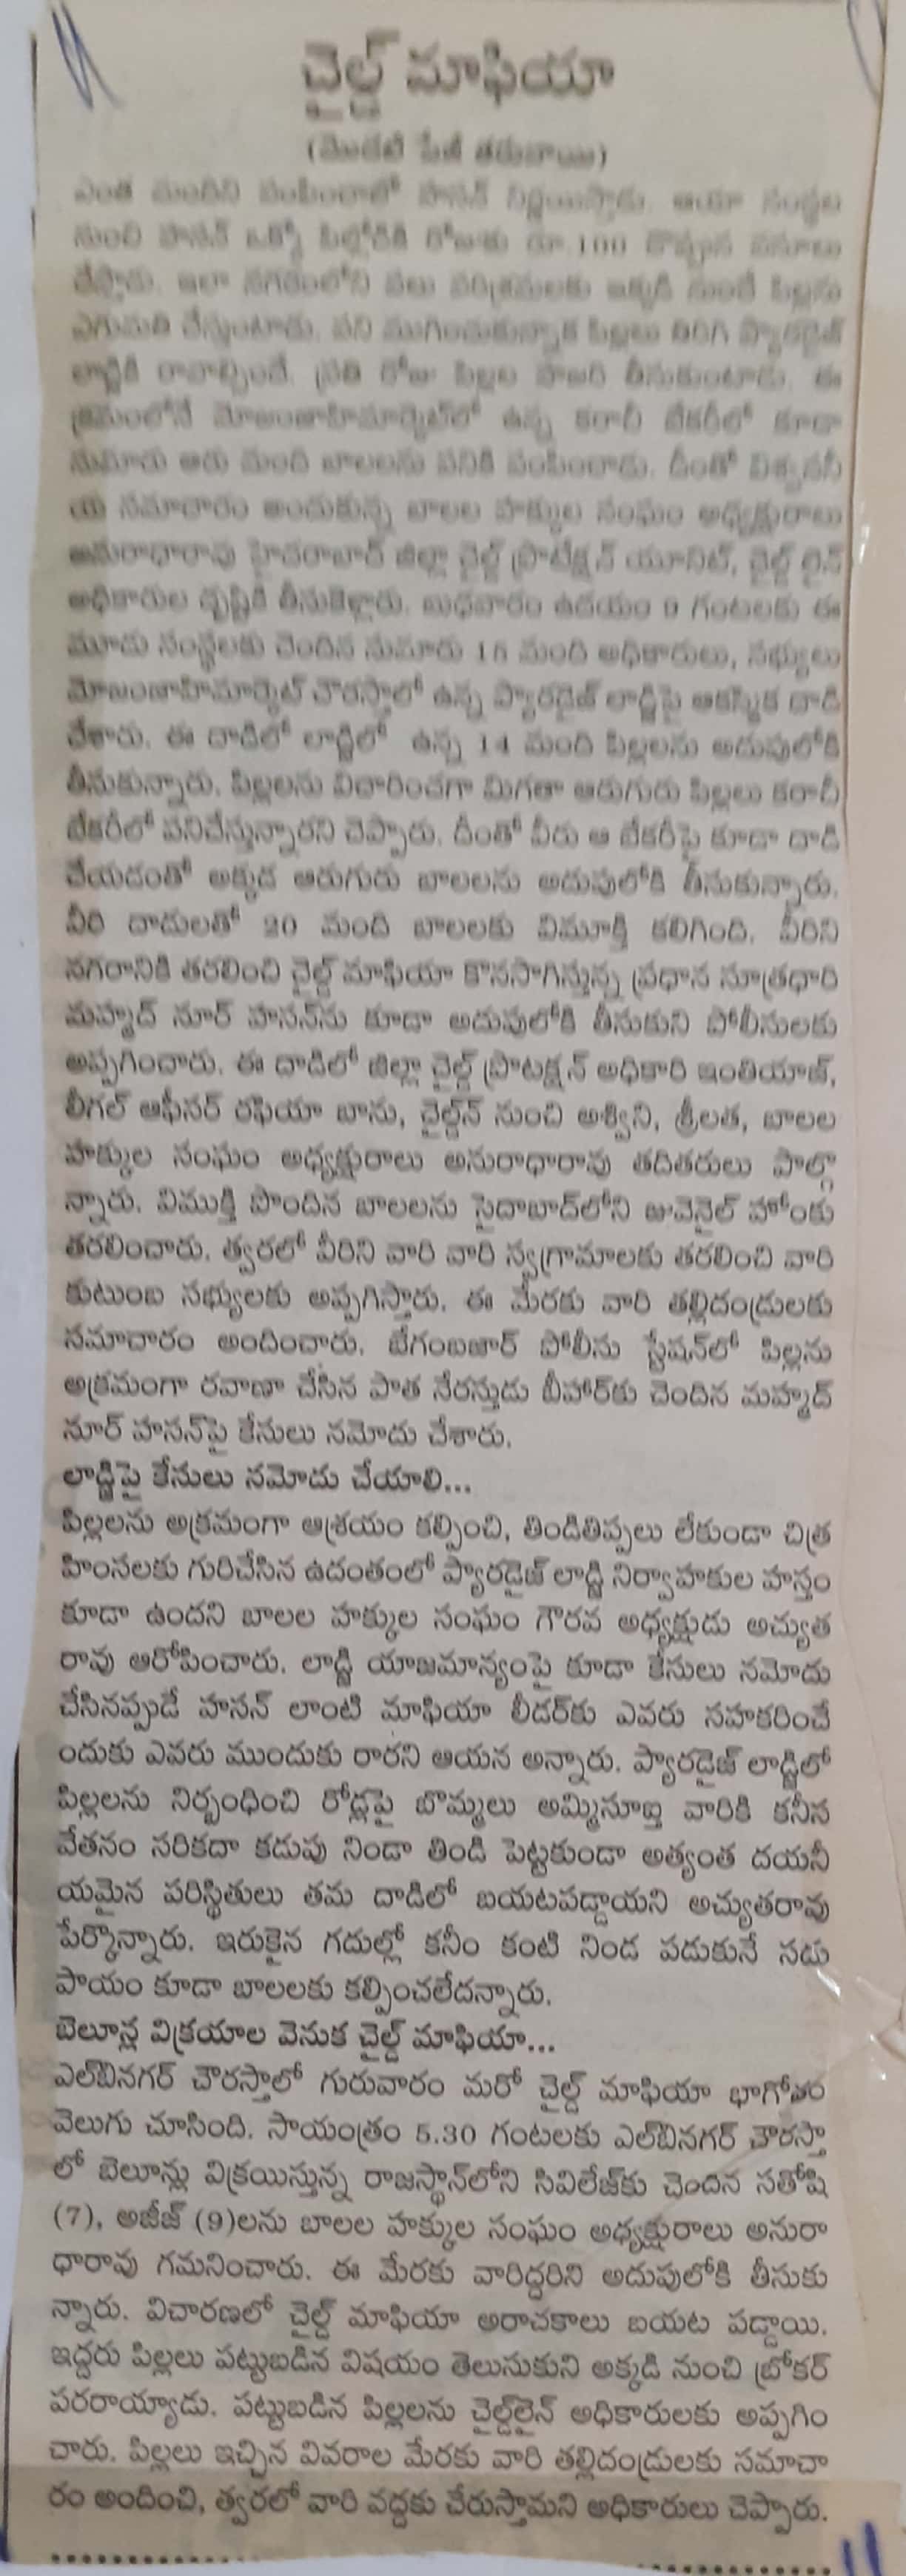 చైల్డ్ మాఫియా
(మొదటి పేజీ తరువాయి)
ఎంత మందిని పంపించాలో హసన్ నిర్ణయిస్తాడు. ఆయా సంస్థల
నుంచి హసన్ ఒక్కో పిల్లోడికి రోజుకు రూ.100 చొప్పున వసూలు
చేస్తాడు. ఇలా నగరంలోని పలు పరిశ్రమలకు ఇక్కడి నుంచే పిల్లను
ఎగుమతి చేస్తుంటాడు. పని ముగించుకున్నాక పిల్లలు తిరిగి ప్యారడైజ్
లాడ్జికి రావాల్సిందే. ప్రతి రోజు పిల్లల హాజరి తీసుకుంటాడు. ఈ
క్రమంలోనే మోజంజాహిమార్కెట్‌లో ఉన్న కరాచీ బేకరీలో కూడా
సుమారు ఆరు మంది బాలలను పనికి పంపించాడు. దీంతో విశ్వసనీ
య సమాచారం అందుకున్న బాలల హక్కుల సంఘం అధ్యక్షురాలు
అనురాధారావు హైదరాబాద్ జిల్లా చైల్డ్ ప్రొటెక్షన్ యూనిట్, చైల్డ్ లైన్
అధికారుల దృష్టికి తీసుకెళ్లారు. బుధవారం ఉదయం 9 గంటలకు ఈ
మూడు సంస్థలకు చెందిన సుమారు 15 మంది అధికారులు, సభ్యులు
మోజంజాహిమార్కెట్ చౌరస్తాలో ఉన్న ప్యారడైజ్ లాడ్జిపై ఆకస్మిక దాడి
చేశారు. ఈ దాడిలో లాడ్జిలో ఉన్న 14 మంది పిల్లలను అదుపులోకి
తీసుకున్నారు. పిల్లలను విచారించగా మిగతా ఆరుగురు పిల్లలు కరాచీ
బేకరీలో పనిచేస్తున్నారని చెప్పారు. దీంతో వీరు ఆ బేకరీపై కూడా దాడి
చేయడంతో అక్కడ ఆరుగురు బాలలను అదుపులోకి తీసుకున్నారు.
వీరి దాడులతో 20 మంది బాలలకు విమూక్తి కలిగింది. వీరిని
నగరానికి తరలించి చైల్డ్ మాఫియా కొనసాగిస్తున్న ప్రధాన సూత్రధారి
మహ్మద్ నూర్ హసన్‌ను కూడా అదుపులోకి తీసుకుని పోలీసులకు
అప్పగించారు. ఈ దాడిలో జిల్లా చైల్డ్ ప్రొటక్షన్ అధికారి ఇంతియాజ్,
లీగల్ ఆఫీసర్ రఫియా బాను, చైల్డ్‌న్ నుంచి అశ్విని, శ్రీలత, బాలల
హక్కుల సంఘం అధ్యక్షురాలు అనురాధారావు తదితరులు పాల్గొ
న్నారు. విముక్తి పొందిన బాలలను సైదాబాద్‌లోని జువెనైల్ హోంకు
తరలించారు. త్వరలో వీరిని వారి వారి స్వగ్రామాలకు తరలించి వారి
కుటుంబ సభ్యులకు అప్పగిస్తారు. ఈ మేరకు వారి తల్లిదండ్రులకు
సమాచారం అందించారు. బేగంబజార్ పోలీసు స్టేషన్‌లో పిల్లను
అక్రమంగా రవాణా చేసిన పాత నేరస్తుడు బీహార్‌కు చెందిన మహ్మద్
నూర్ హసన్‌పై కేసులు నమోదు చేశారు.
లాడ్జిపై కేసులు నమోదు చేయాలి...
పిల్లలను అక్రమంగా ఆశ్రయం కల్పించి, తిండితిప్పలు లేకుండా చిత్ర
హింసలకు గురిచేసిన ఉదంతంలో ప్యారడైజ్ లాడ్జి నిర్వాహకుల హస్తం
కూడా ఉందని బాలల హక్కుల సంఘం గౌరవ అధ్యక్షుడు అచ్యుత
రావు ఆరోపించారు. లాడ్జి యాజమాన్యంపై కూడా కేసులు నమోదు
చేసినప్పుడే హసన్ లాంటి మాఫియా లీడర్‌కు ఎవరు సహకరించే
ందుకు ఎవరు ముందుకు రారని ఆయన అన్నారు. ప్యారడైజ్ లాడ్జిలో
పిల్లలను నిర్బంధించి రోడ్లపై బొమ్మలు అమ్మిసూఇ్త వారికి కనీస
వేతనం సరికదా కడుపు నిండా తిండి పెట్టకుండా అత్యంత దయనీ
యమైన పరిస్థితులు తమ దాడిలో బయటపడ్డాయని అచ్యుతరావు
పేర్కొన్నారు. ఇరుకైన గదుల్లో కనీం కంటి నిండ పడుకునే సదు
పాయం కూడా బాలలకు కల్పించలేదన్నారు.
బెలూన్ల విక్రయాల వెనుక చైల్డ్ మాఫియా...
ఎల్‌బినగర్ చౌరస్తాలో గురువారం మరో చైల్డ్ మాఫియా భాగోతం
వెలుగు చూసింది. సాయంత్రం 5.30 గంటలకు ఎల్‌బినగర్ చౌరస్తా
లో బెలూన్లు విక్రయిస్తున్న రాజస్థాన్‌లోని సివిలేజ్‌కు చెందిన సతోషి
(7), అజీజ్ (9)లను బాలల హక్కుల సంఘం అధ్యక్షురాలు అనురా
ధారావు గమనించారు. ఈ మేరకు వారిద్దరిని అదుపులోకి తీసుకు
న్నారు. విచారణలో చైల్డ్ మాఫియా అరాచకాలు బయట పడ్డాయి.
ఇద్దరు పిల్లలు పట్టుబడిన విషయం తెలుసుకుని అక్కడి నుంచి బ్రోకర్
పరరాయ్యాడు. పట్టుబడిన పిల్లలను చైల్డ్‌లైన్ అధికారులకు అప్పగిం
చారు. పిల్లలు ఇచ్చిన వివరాల మేరకు వారి తల్లిదండ్రులకు సమాచా
రం అందించి, త్వరలో వారి వద్దకు చేరుస్తామని అధికారులు చెప్పారు.